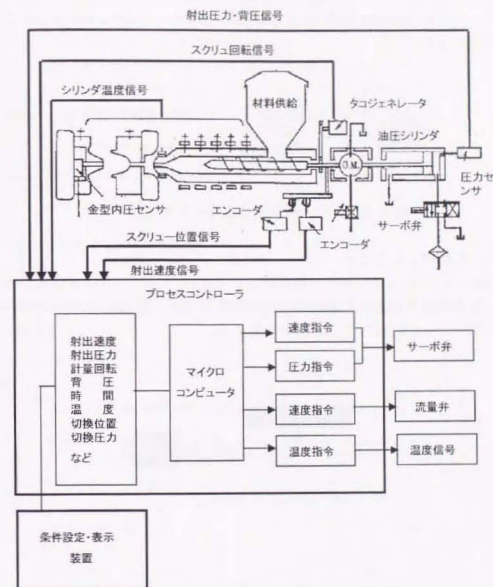 射出圧力・背圧信号
スクリュ回転信号
シリンダ温度信号
材料供給
タコジェネレータ
油圧シリンダ
O.M.
圧力セ
ンサ
金型内圧センサ
エンコーダ
サーボ弁
スクリュー位置信号
エンコーダ
射出速度信号
プロセスコントローラ
射出速度
射出圧力
計量回転
背 圧
時 間
温 度
切換位置
切換圧力
など
マイクロ
コンピュータ
速度指令
圧力指令
速度指令
温度指令
サーボ弁
流量弁
温度信号
条件設定・表示
装置